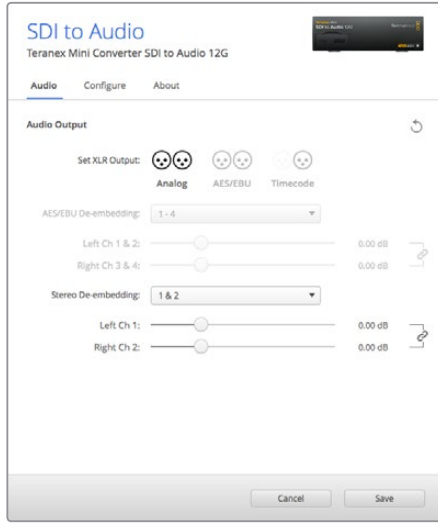 SDI to Audio
Teranex Mini Converter SDI to Audio 12G
Audio Configure About
Audio Output
Set XLR Output:
Analog AES/EBU Timecode
AES/EBU De-embedding: 1 - 4
Left Ch 1 & 2: 0.00 dB
Right Ch 3 & 4: 0.00 dB
Stereo De-embedding: 1 & 2
Left Ch 1: 0.00 dB
Right Ch 2: 0.00 dB
Cancel Save